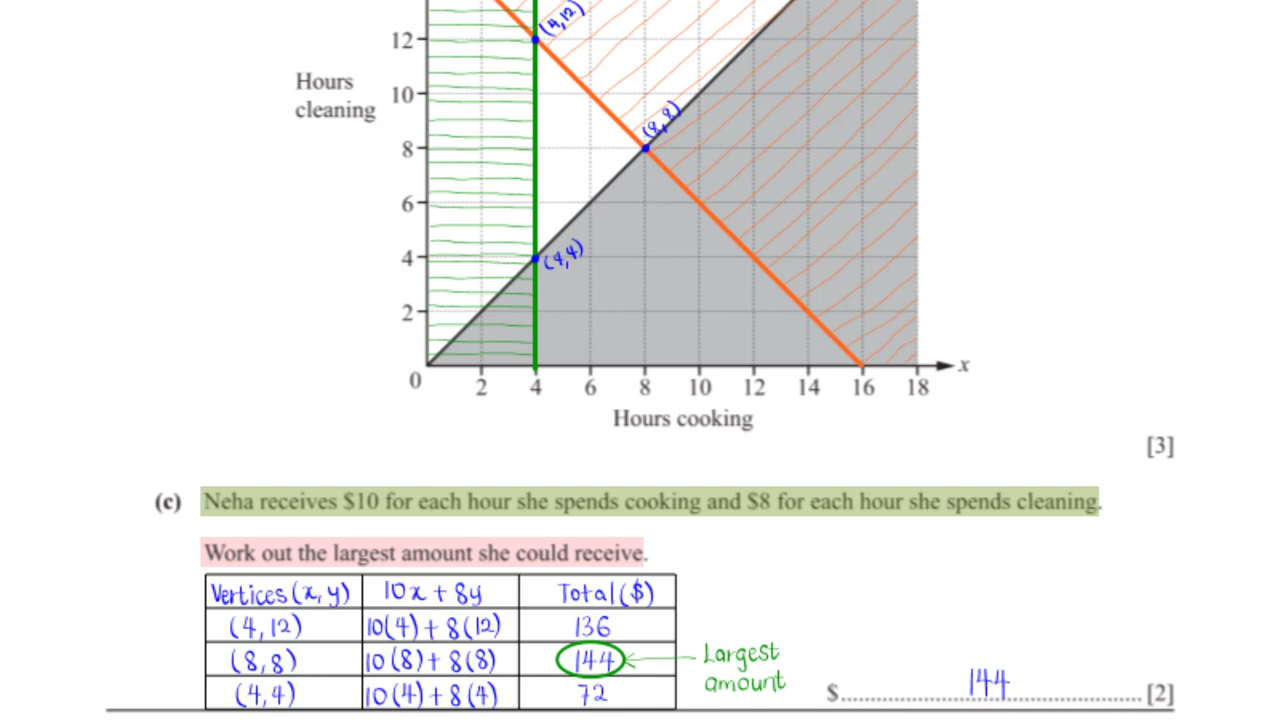 (4,12)
12
Hours
cleaning
10
(8,8)
8
6
4
(4,4)
2
0
2 4 6 8 10 12 14 16 18
x
Hours cooking
[3]
(c) Neha receives $10 for each hour she spends cooking and $8 for each hour she spends cleaning.
Work out the largest amount she could receive.
Vertices (x, y) 10x + 8y Total ($)
(4,12) 10(4) + 8(12) 136
(8,8) 10(8) + 8(8) 144
(4,4) 10(4) + 8(4) 72
Largest
amount
$ 144 [2]